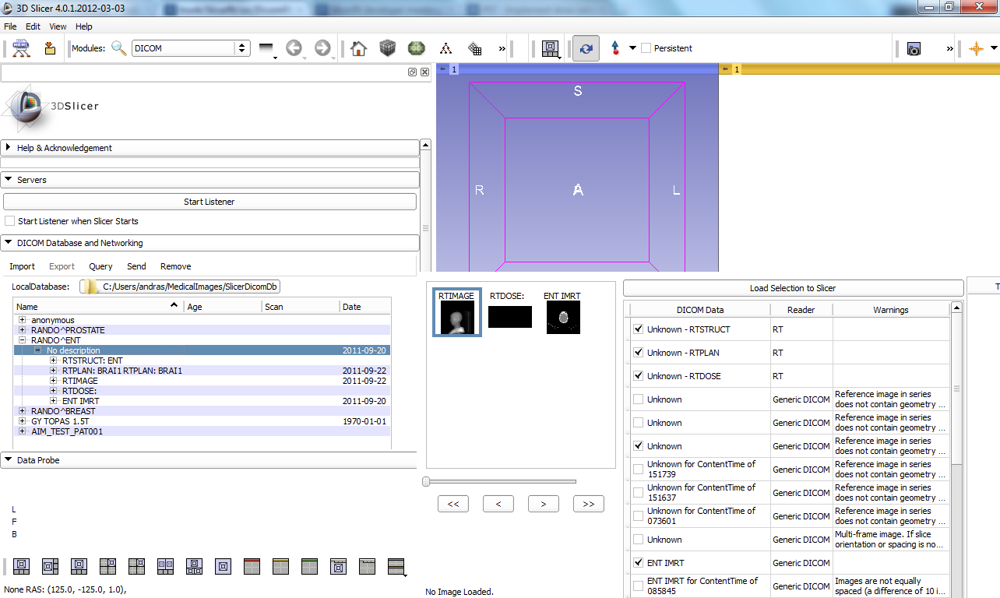 3D Slicer 4.0.1.2012-03-03
File Edit View Help
Modules: DICOM
Persistent
3DSlicer
Help & Acknowledgement
Servers
Start Listener
Start Listener when Slicer Starts
DICOM Database and Networking
Import Export Query Send Remove
LocalDatabase: C:/Users/andras/MedicalImages/SlicerDicomDb
Name Age Scan Date
anonymous
RANDO^PROSTATE
RANDO^ENT
No description 2011-09-20
RTSTRUCT: ENT
RTPLAN: BRAI1 RTPLAN: BRAI1 2011-09-22
RTIMAGE 2011-09-22
RTDOSE:
ENT IMRT 2011-09-20
RANDO^BREAST
GY TOPAS 1.5T 1970-01-01
AIM_TEST_PAT001
Data Probe
L
F
B
None RAS: (125.0, -125.0, 1.0),
1
S
R A L
1
RTIMAGE RTDOSE: ENT IMRT
<< < > >>
No Image Loaded.
Load Selection to Slicer
DICOM Data Reader Warnings
Unknown - RTSTRUCT RT
Unknown - RTPLAN RT
Unknown - RTDOSE RT
Unknown Generic DICOM Reference image in series
does not contain geometry ...
Unknown Generic DICOM Reference image in series
does not contain geometry ...
Unknown Generic DICOM Reference image in series
does not contain geometry ...
Unknown for ContentTime of
151739 Generic DICOM Reference image in series
does not contain geometry ...
Unknown for ContentTime of
151637 Generic DICOM Reference image in series
does not contain geometry ...
Unknown for ContentTime of
073601 Generic DICOM Reference image in series
does not contain geometry ...
Unknown Generic DICOM Multi-frame image. If slice
orientation or spacing is no...
ENT IMRT Generic DICOM
ENT IMRT for ContentTime of
085845 Generic DICOM Images are not equally
spaced (a difference of 10 i...